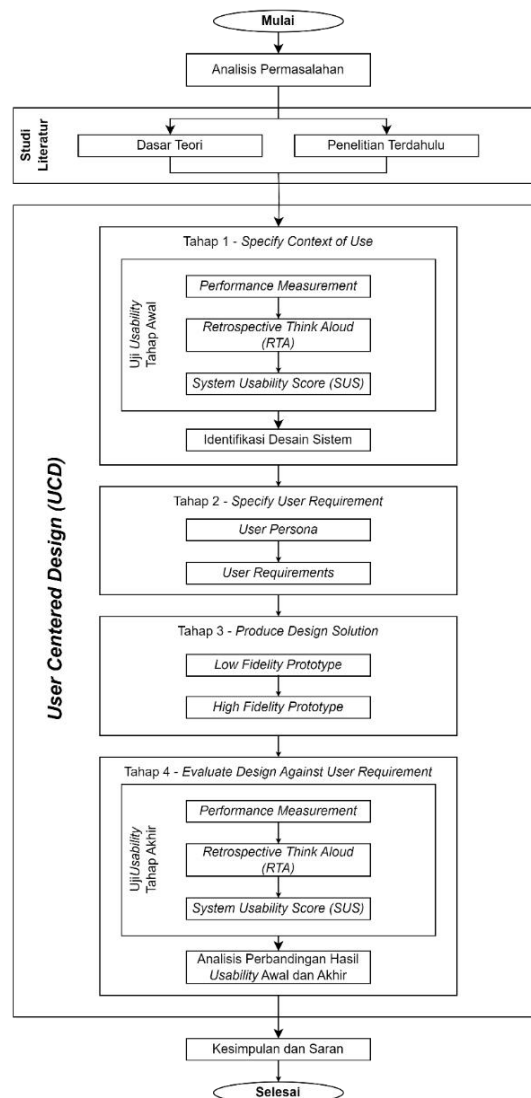 Mulai
Analisis Permasalahan
Studi
Literatur
Dasar Teori
Penelitian Terdahulu
User Centered Design (UCD)
Tahap 1 - Specify Context of Use
Uji Usability
Tahap Awal
Performance Measurement
Retrospective Think Aloud
(RTA)
System Usability Score (SUS)
Identifikasi Desain Sistem
Tahap 2 - Specify User Requirement
User Persona
User Requirements
Tahap 3 - Produce Design Solution
Low Fidelity Prototype
High Fidelity Prototype
Tahap 4 - Evaluate Design Against User Requirement
UjiUsability
Tahap Akhir
Performance Measurement
Retrospective Think Aloud
(RTA)
System Usability Score (SUS)
Analisis Perbandingan Hasil
Usability Awal dan Akhir
Kesimpulan dan Saran
Selesai